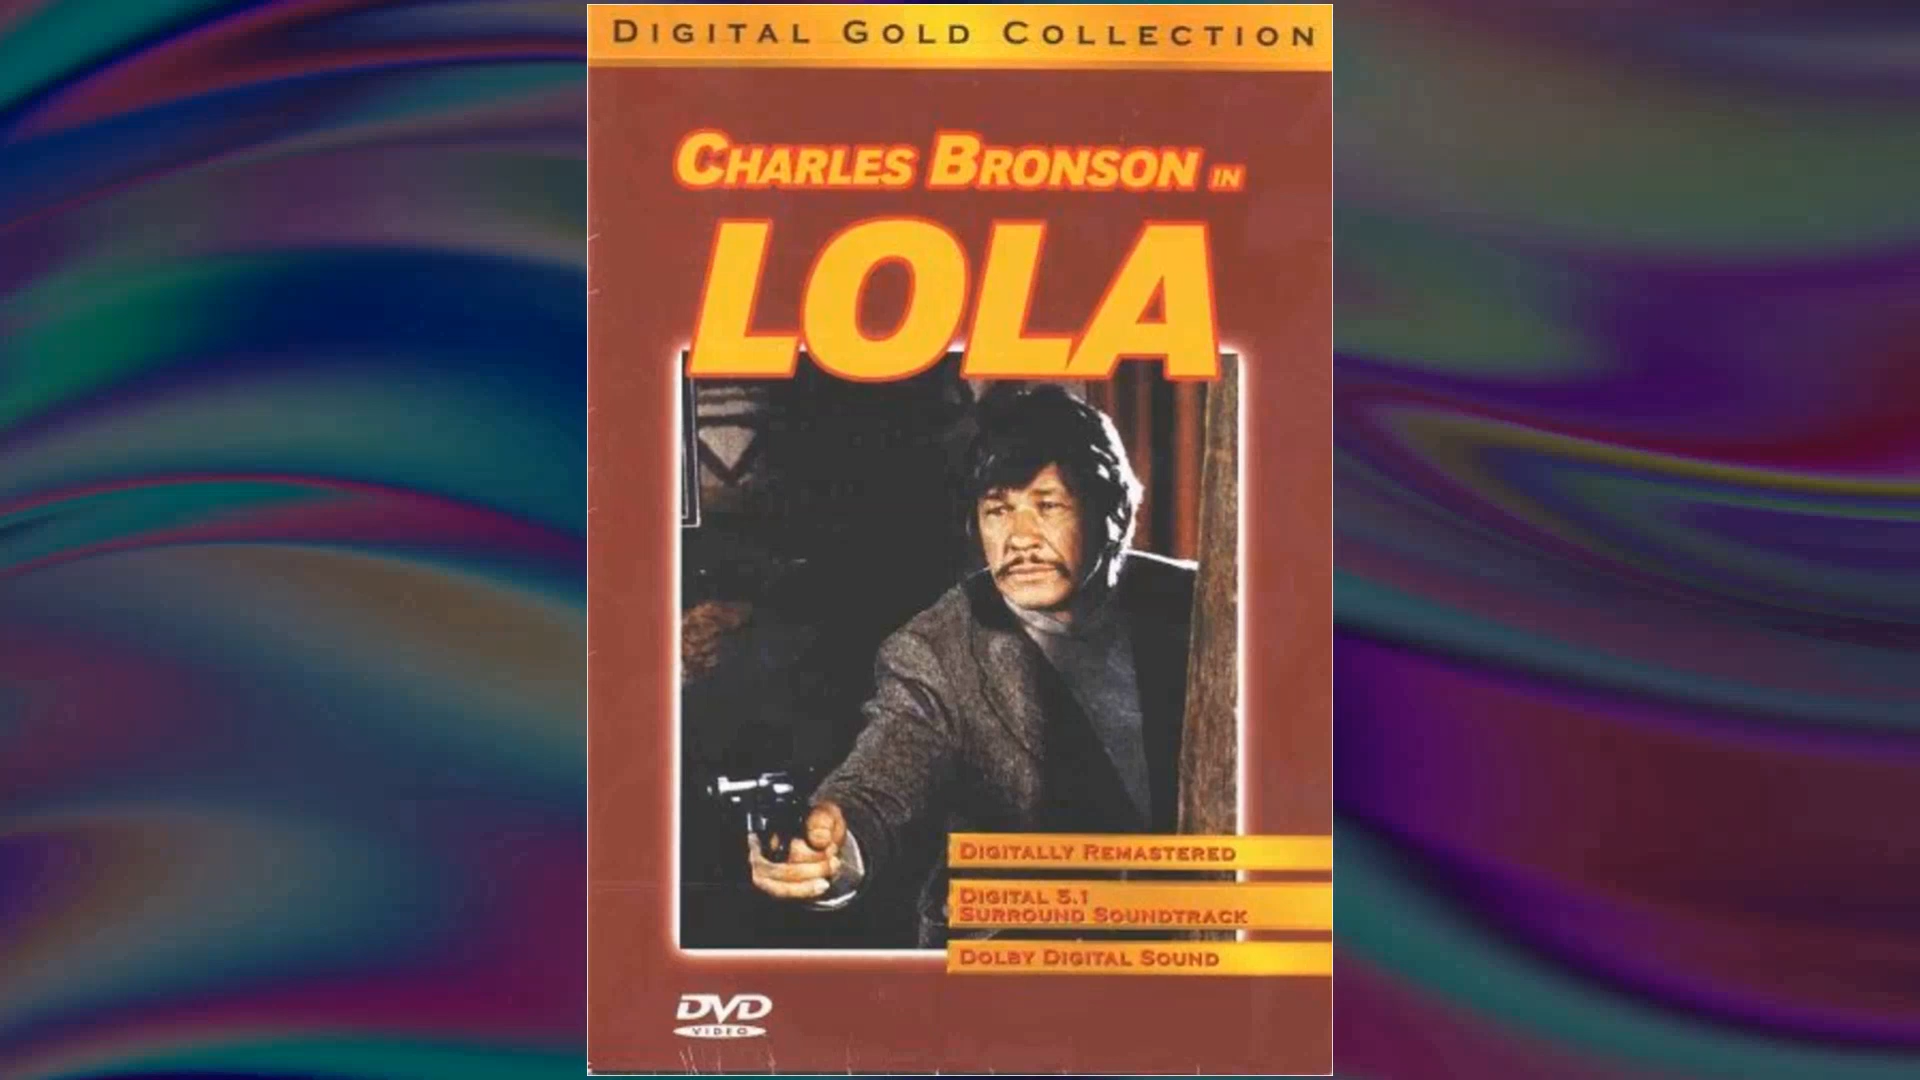 DIGITAL GOLD COLLECTION
CHARLES BRONSON IN
LOLA
DIGITALLY REMASTERED
DIGITAL 5.1
SURROUND SOUNDTRACK
DOLBY DIGITAL SOUND
DVD
VIDEO